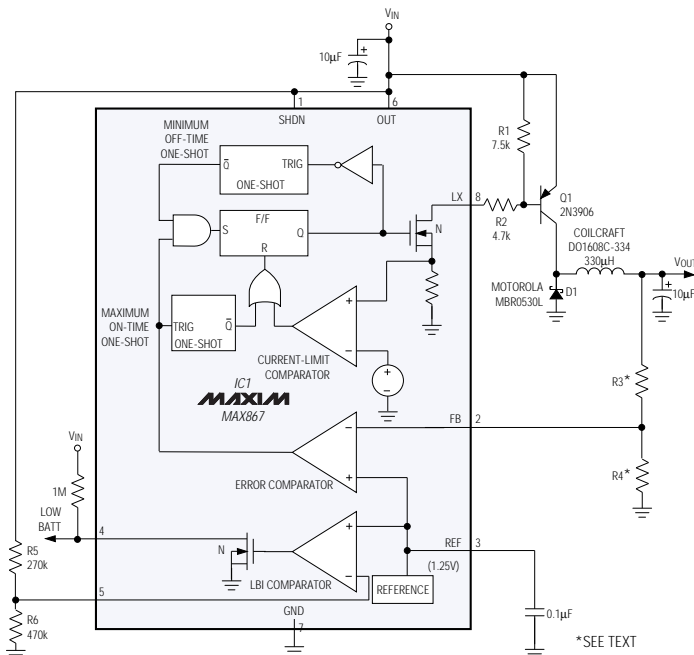 VIN
10µF
+
1
SHDN
6
OUT
MINIMUM
OFF-TIME
ONE-SHOT
Q̅
TRIG
ONE-SHOT
R1
7.5k
LX
8
R2
4.7k
Q1
2N3906
S
F/F
Q
R
N
COILCRAFT
DO1608C-334
330µH
VOUT
MOTOROLA
MBR0530L
D1
+
10µF
MAXIMUM
ON-TIME
ONE-SHOT
TRIG
Q̅
ONE-SHOT
+
−
CURRENT-LIMIT
COMPARATOR
+
−
IC1
MAXIM
MAX867
R3*
VIN
1M
−
FB
2
+
ERROR COMPARATOR
R4*
LOW
BATT
4
N
+
−
LBI COMPARATOR
REF
3
(1.25V)
REFERENCE
R5
270k
5
R6
470k
GND
7
0.1µF
*SEE TEXT